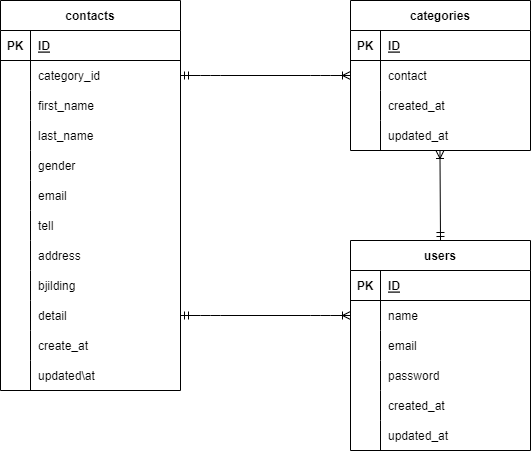 contacts
PK ID
category_id
first_name
last_name
gender
email
tell
address
bjilding
detail
create_at
updated\at
categories
PK ID
contact
created_at
updated_at
users
PK ID
name
email
password
created_at
updated_at